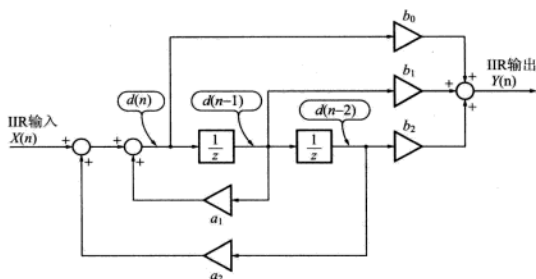 b₀
IIR输出
Y(n)
b₁
d(n)
d(n−1)
d(n−2)
IIR输入
X(n)
b₂
1/z
1/z
a₁
a₂